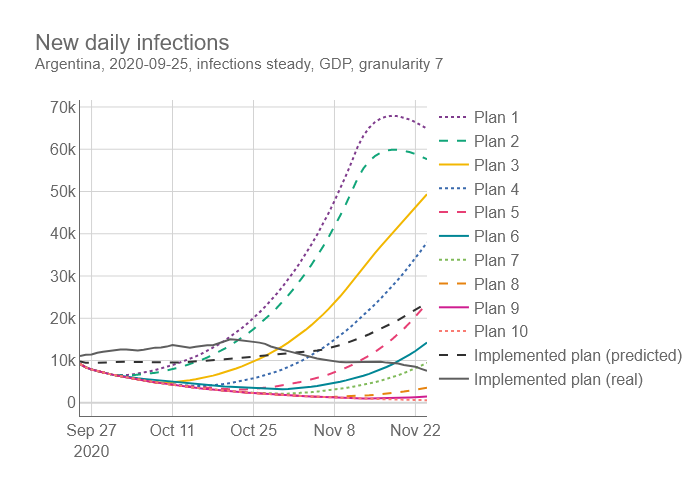 New daily infections
Argentina, 2020-09-25, infections steady, GDP, granularity 7
70k
60k
50k
40k
30k
20k
10k
0
Sep 27
2020
Oct 11
Oct 25
Nov 8
Nov 22
Plan 1
Plan 2
Plan 3
Plan 4
Plan 5
Plan 6
Plan 7
Plan 8
Plan 9
Plan 10
Implemented plan (predicted)
Implemented plan (real)